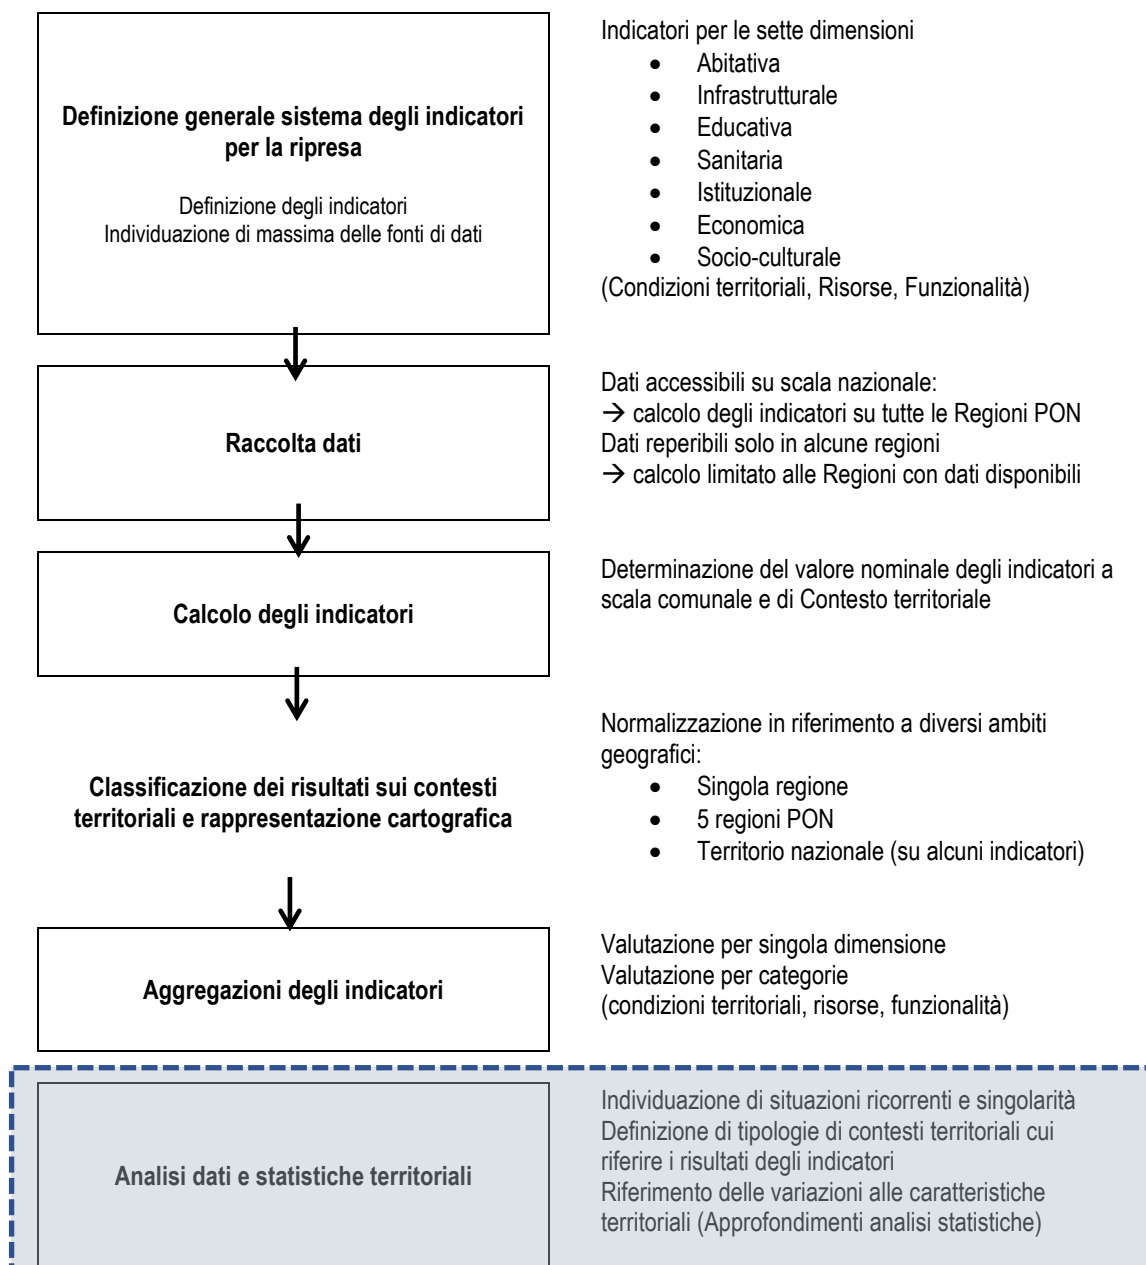 Definizione generale sistema degli indicatori
per la ripresa
Definizione degli indicatori
Individuazione di massima delle fonti di dati
Indicatori per le sette dimensioni
• Abitativa
• Infrastrutturale
• Educativa
• Sanitaria
• Istituzionale
• Economica
• Socio-culturale
(Condizioni territoriali, Risorse, Funzionalità)
Raccolta dati
Dati accessibili su scala nazionale:
→ calcolo degli indicatori su tutte le Regioni PON
Dati reperibili solo in alcune regioni
→ calcolo limitato alle Regioni con dati disponibili
Calcolo degli indicatori
Determinazione del valore nominale degli indicatori a
scala comunale e di Contesto territoriale
Classificazione dei risultati sui contesti
territoriali e rappresentazione cartografica
Normalizzazione in riferimento a diversi ambiti
geografici:
• Singola regione
• 5 regioni PON
• Territorio nazionale (su alcuni indicatori)
Aggregazioni degli indicatori
Valutazione per singola dimensione
Valutazione per categorie
(condizioni territoriali, risorse, funzionalità)
Analisi dati e statistiche territoriali
Individuazione di situazioni ricorrenti e singolarità
Definizione di tipologie di contesti territoriali cui
riferire i risultati degli indicatori
Riferimento delle variazioni alle caratteristiche
territoriali (Approfondimenti analisi statistiche)